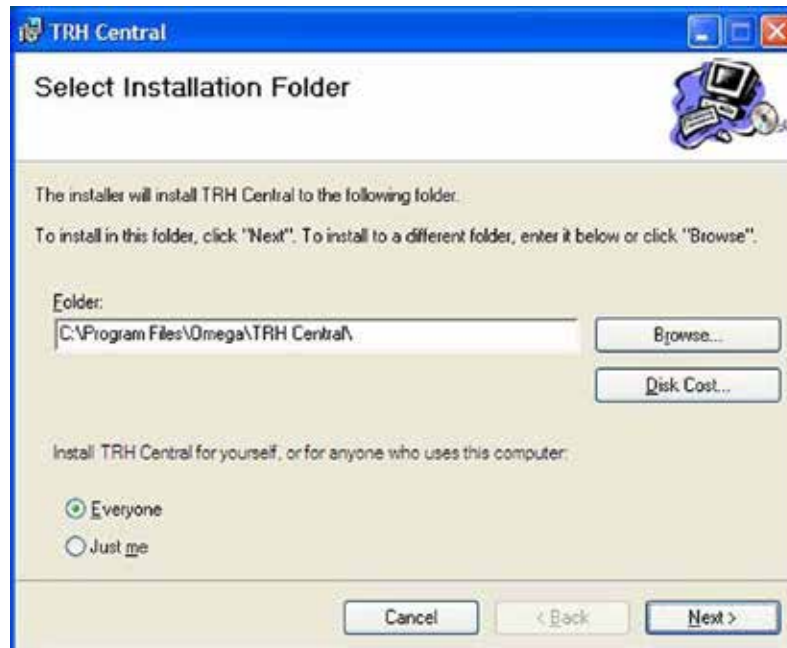 TRH Central
Select Installation Folder
The installer will install TRH Central to the following folder.
To install in this folder, click "Next". To install to a different folder, enter it below or click "Browse".
Folder:
C:\Program Files\Omega\TRH Central\
Browse...
Disk Cost...
Install TRH Central for yourself, or for anyone who uses this computer:
Everyone
Just me
Cancel
< Back
Next >